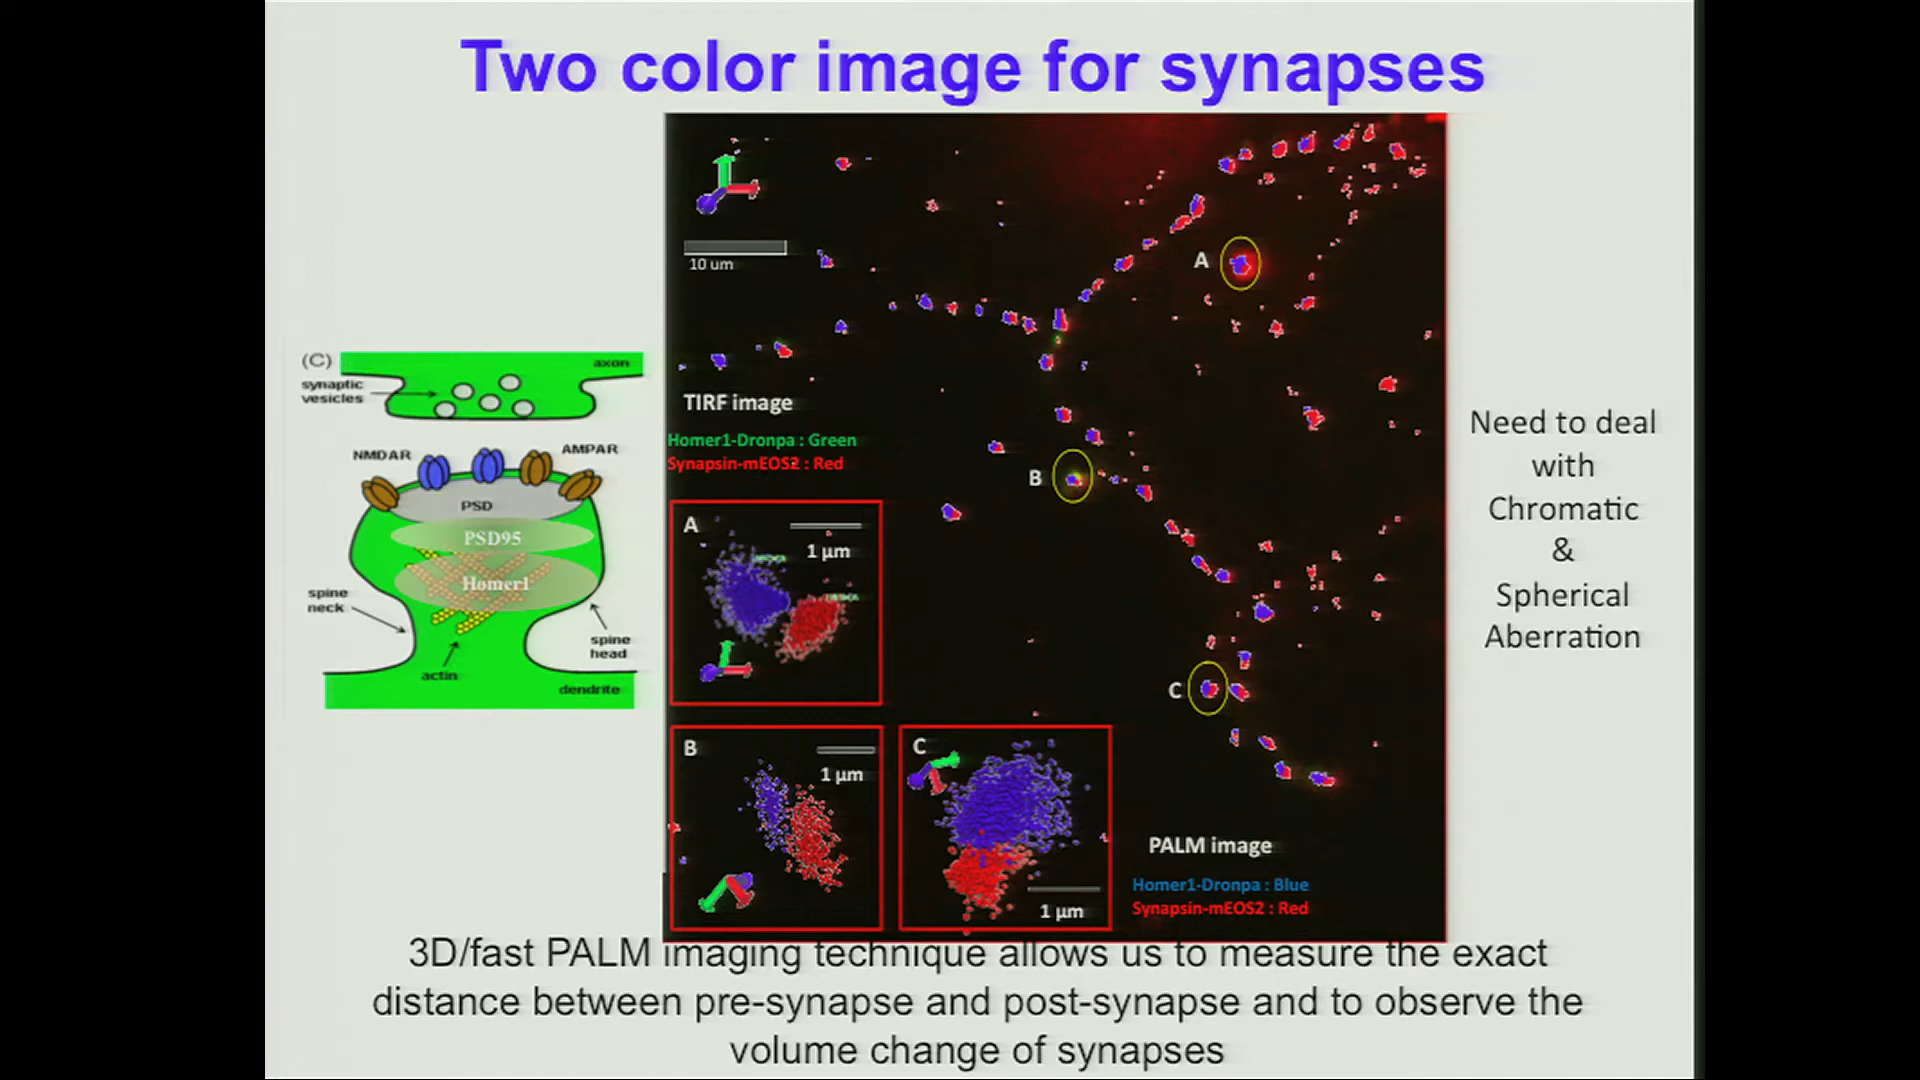 Two color image for synapses
10 um
A
B
C
TIRF image
Homer1-Dronpa : Green
Synapsin-mEOS2 : Red
A
1 µm
B
1 µm
C
1 µm
PALM image
Homer1-Dronpa : Blue
Synapsin-mEOS2 : Red
(C)
axon
synaptic
vesicles
NMDAR
AMPAR
PSD
PSD95
Homer1
spine
neck
spine
head
actin
dendrite
Need to deal
with
Chromatic
&
Spherical
Aberration
3D/fast PALM imaging technique allows us to measure the exact
distance between pre-synapse and post-synapse and to observe the
volume change of synapses